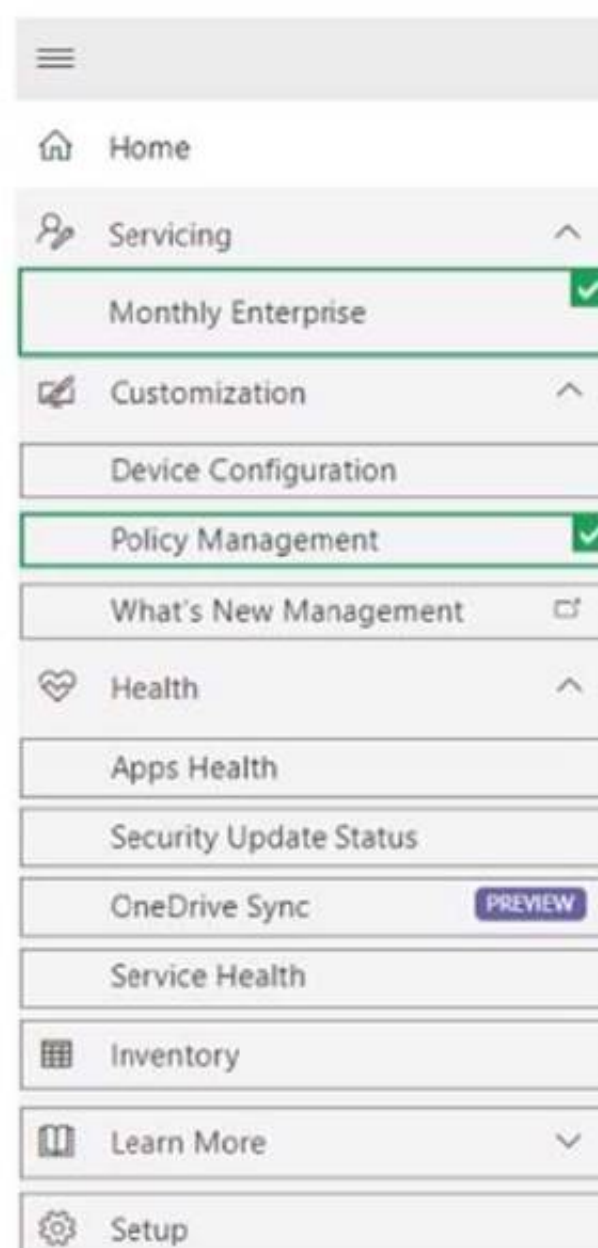 Home
Servicing
Monthly Enterprise
Customization
Device Configuration
Policy Management
What's New Management
Health
Apps Health
Security Update Status
OneDrive Sync PREVIEW
Service Health
Inventory
Learn More
Setup